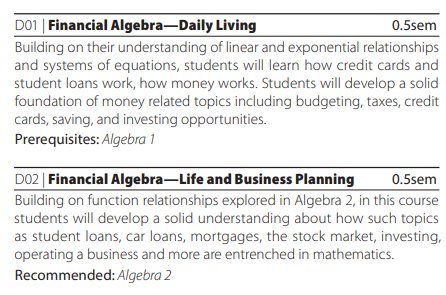 D01 | Financial Algebra—Daily Living 0.5sem
Building on their understanding of linear and exponential relationships
and systems of equations, students will learn how credit cards and
student loans work, how money works. Students will develop a solid
foundation of money related topics including budgeting, taxes, credit
cards, saving, and investing opportunities.
Prerequisites: Algebra 1
D02 | Financial Algebra—Life and Business Planning 0.5sem
Building on function relationships explored in Algebra 2, in this course
students will develop a solid understanding about how such topics
as student loans, car loans, mortgages, the stock market, investing,
operating a business and more are entrenched in mathematics.
Recommended: Algebra 2